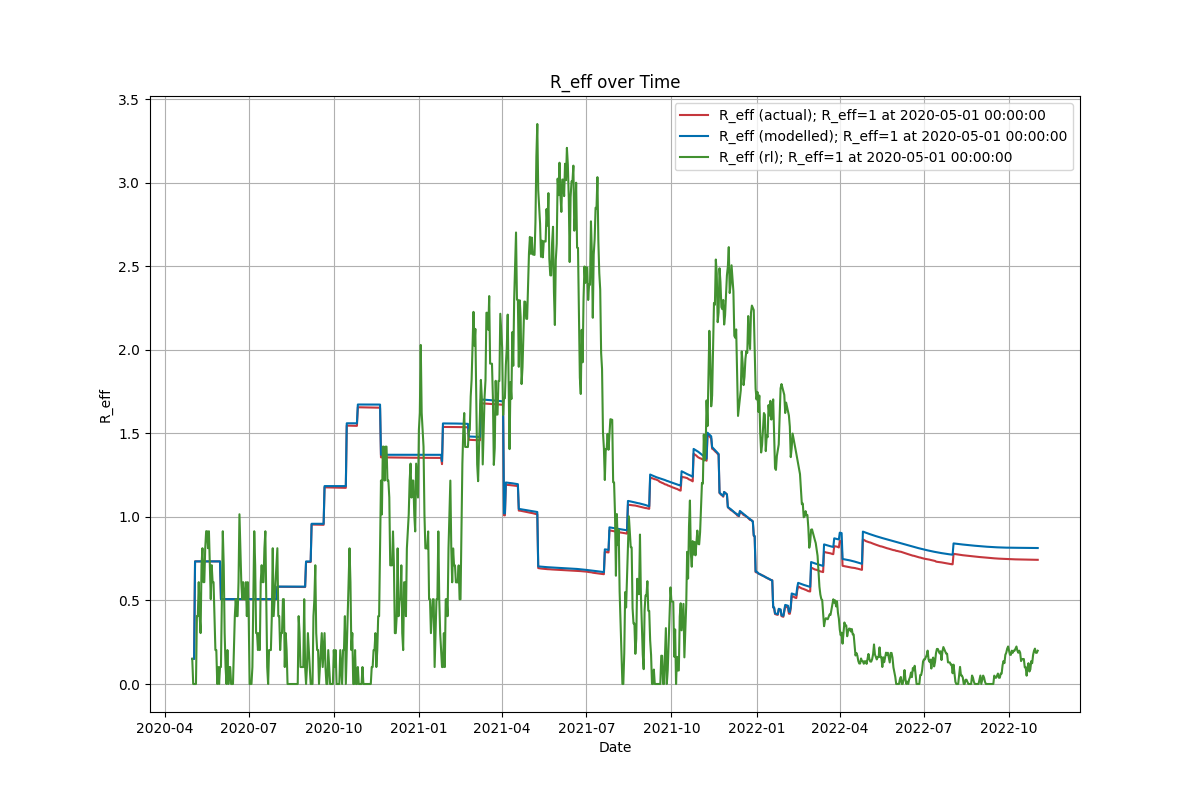 R_eff over Time
R_eff (actual); R_eff=1 at 2020-05-01 00:00:00
R_eff (modelled); R_eff=1 at 2020-05-01 00:00:00
R_eff (rl); R_eff=1 at 2020-05-01 00:00:00
3.5
3.0
2.5
2.0
1.5
1.0
0.5
0.0
R_eff
2020-04 2020-07 2020-10 2021-01 2021-04 2021-07 2021-10 2022-01 2022-04 2022-07 2022-10
Date